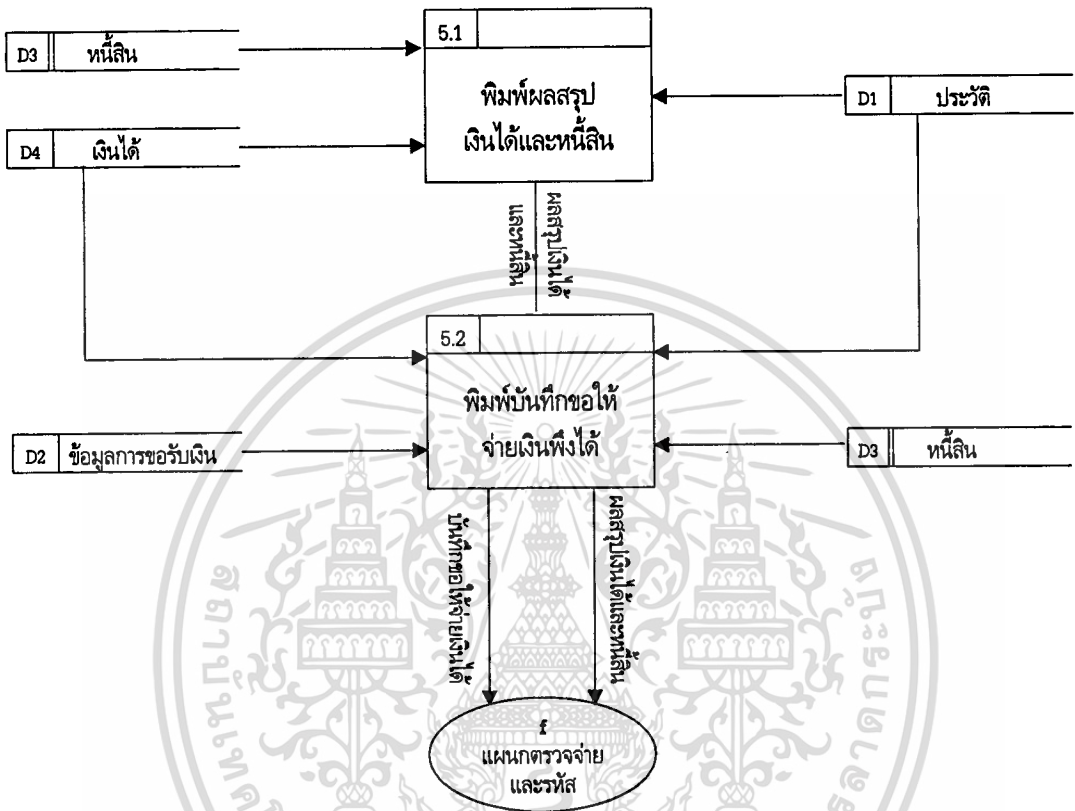 5.1
D3 หนี้สิน
พิมพ์ผลสรุป
เงินได้และหนี้สิน
D1 ประวัติ
D4 เงินได้
ผลสรุปเงินได้
และหนี้สิน
5.2
พิมพ์บันทึกขอให้
จ่ายเงินพึงได้
D2 ข้อมูลการขอรับเงิน
D3 หนี้สิน
บันทึกขอให้จ่ายเงินได้
ผลสรุปเงินได้และหนี้สิน
f
แผนกตรวจจ่าย
และรหัส